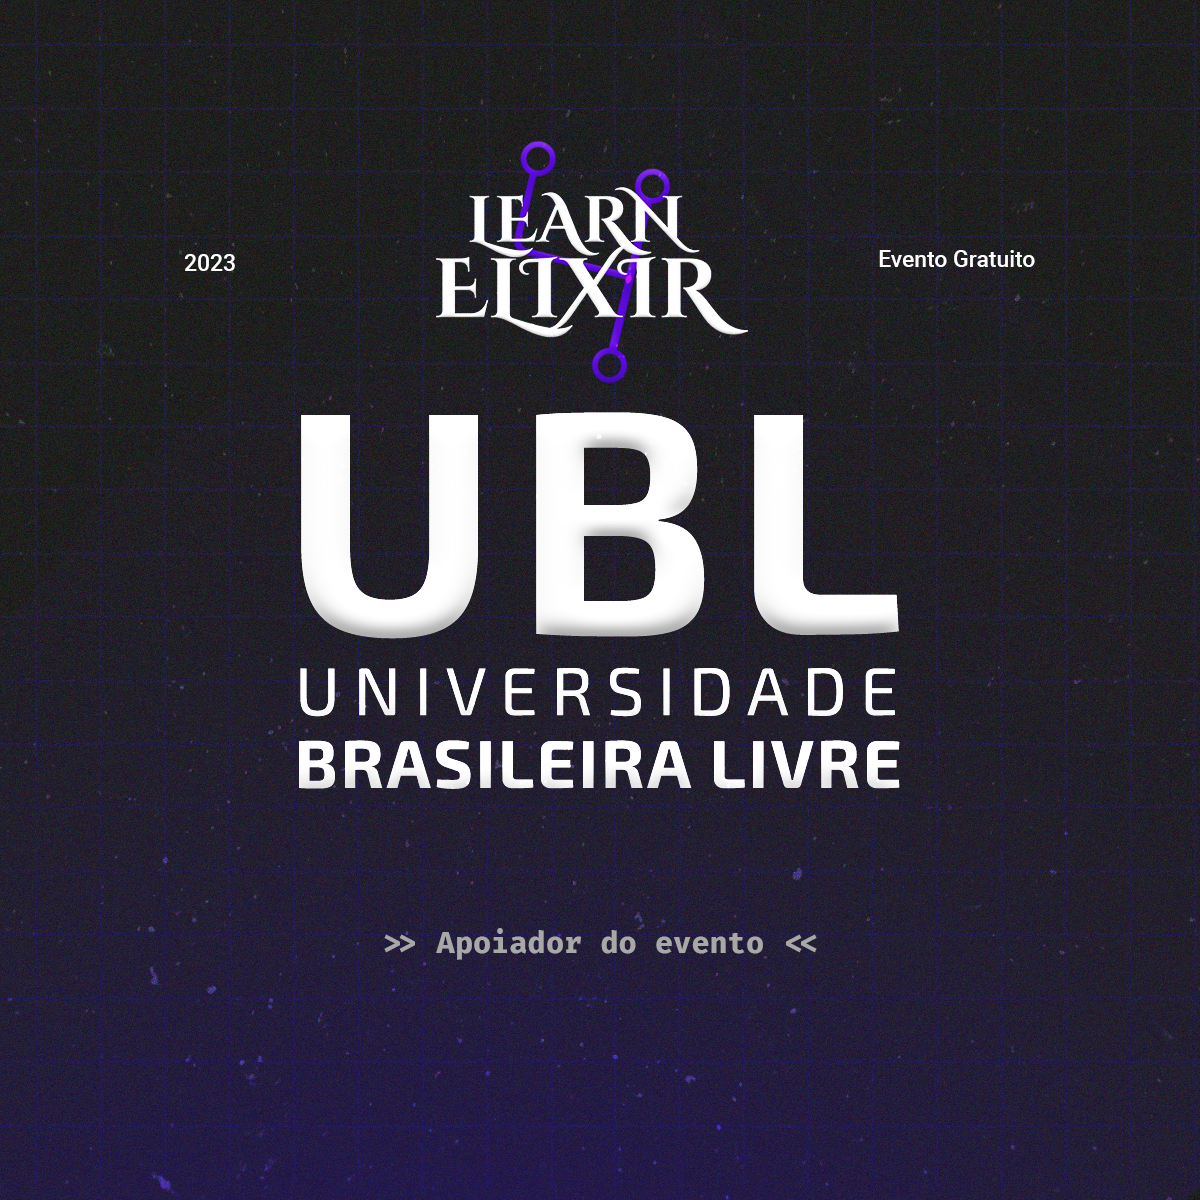 LEARN
ELIXIR
2023
Evento Gratuito
UBL
UNIVERSIDADE
BRASILEIRA LIVRE
>> Apoiador do evento <<